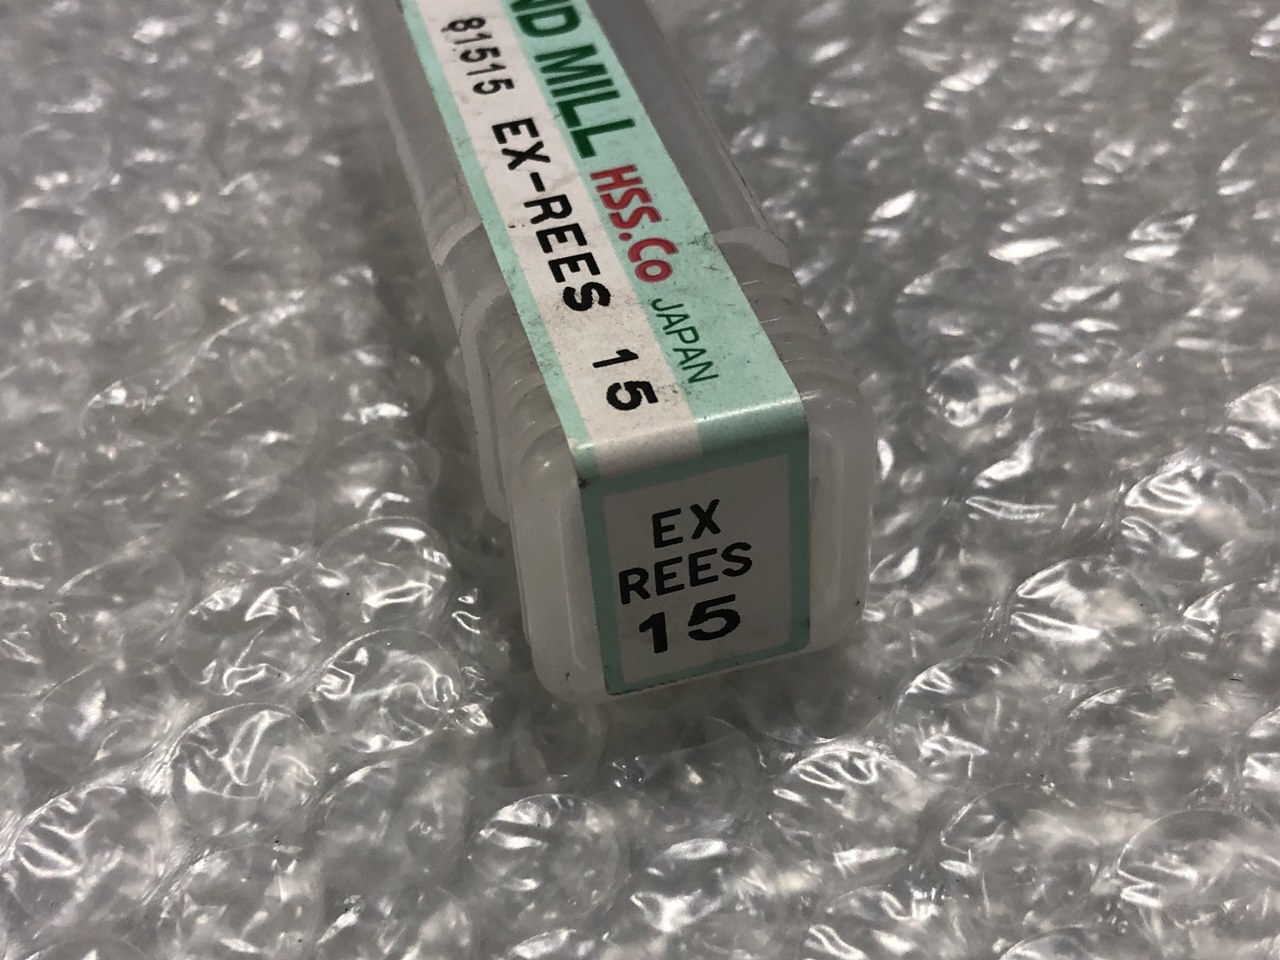 ND MILL HSS.Co JAPAN
81515 EX-REES 15
EX
REES
15